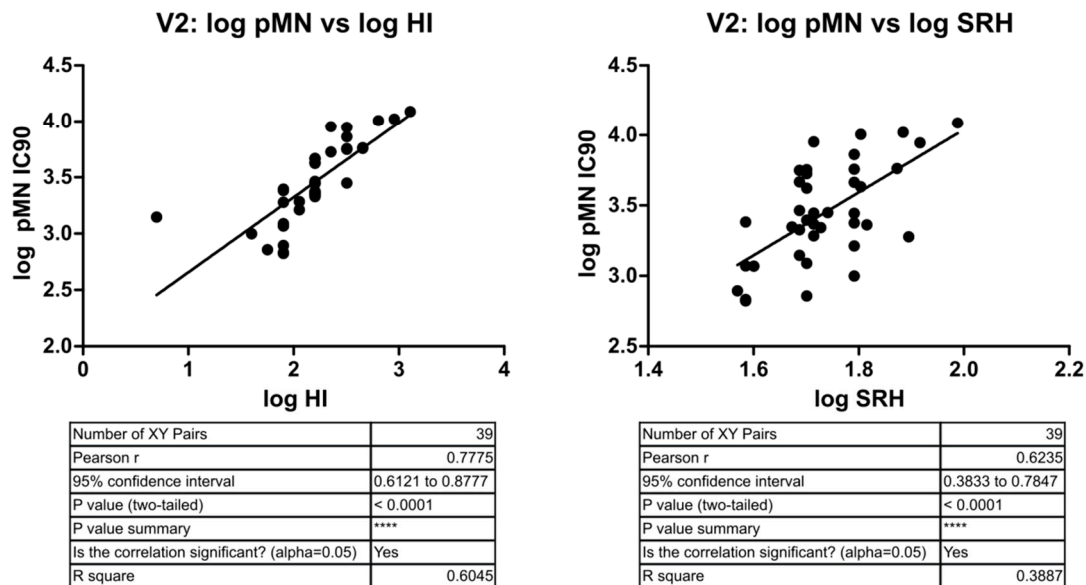 V2: log pMN vs log HI
log pMN IC90
4.5
4.0
3.5
3.0
2.5
2.0
0 1 2 3 4
log HI
Number of XY Pairs 39
Pearson r 0.7775
95% confidence interval 0.6121 to 0.8777
P value (two-tailed) < 0.0001
P value summary ****
Is the correlation significant? (alpha=0.05) Yes
R square 0.6045
V2: log pMN vs log SRH
log pMN IC90
4.5
4.0
3.5
3.0
2.5
1.4 1.6 1.8 2.0 2.2
log SRH
Number of XY Pairs 39
Pearson r 0.6235
95% confidence interval 0.3833 to 0.7847
P value (two-tailed) < 0.0001
P value summary ****
Is the correlation significant? (alpha=0.05) Yes
R square 0.3887